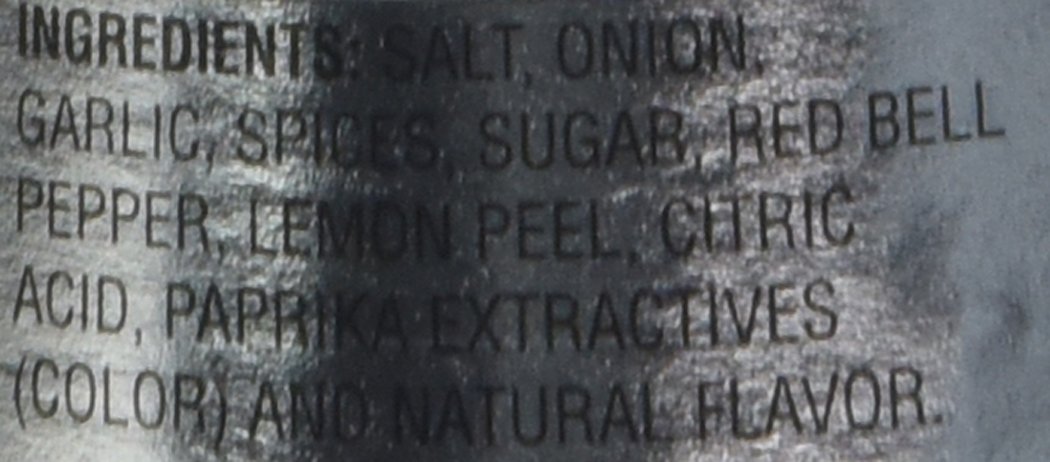 INGREDIENTS: SALT, ONION,
GARLIC, SPICES, SUGAR, RED BELL
PEPPER, LEMON PEEL, CITRIC
ACID, PAPRIKA EXTRACTIVES
(COLOR) AND NATURAL FLAVOR.